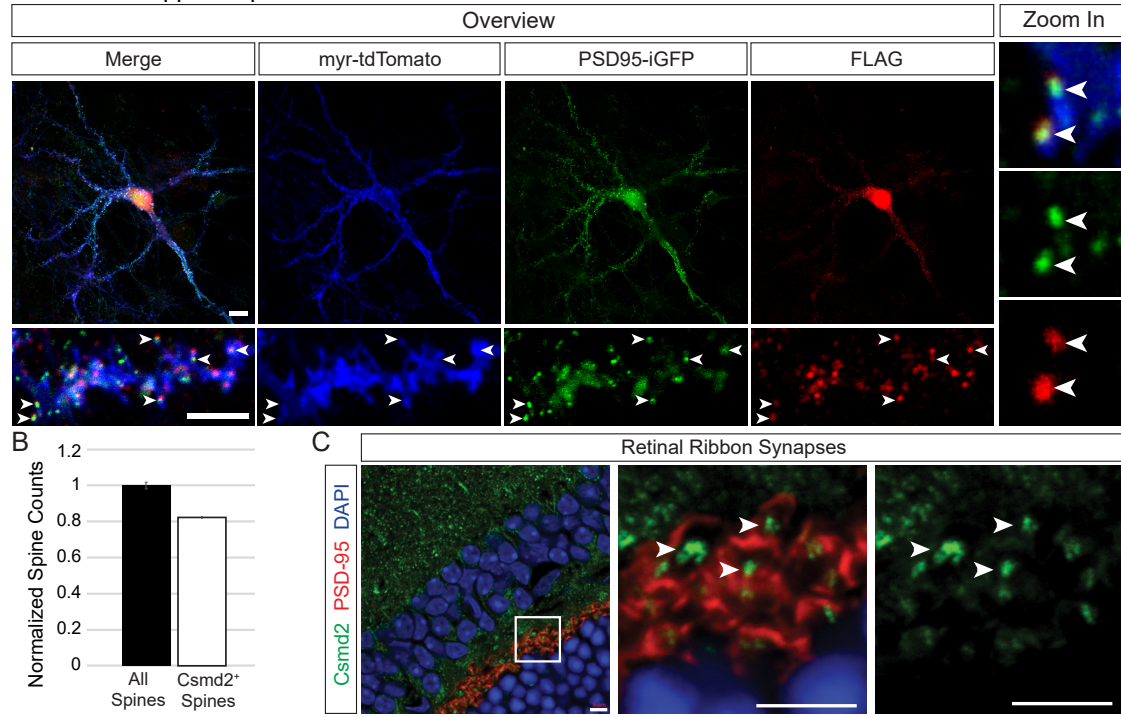 Overview
Zoom In
Merge
myr-tdTomato
PSD95-iGFP
FLAG
B
Normalized Spine Counts
1.2
1
0.8
0.6
0.4
0.2
0
All Spines
Csmd2⁺ Spines
C
Retinal Ribbon Synapses
Csmd2 PSD-95 DAPI